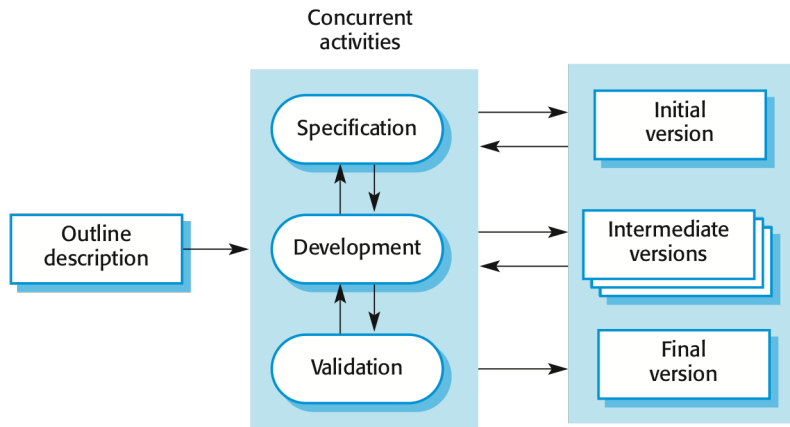 Concurrent
activities
Specification
Initial
version
Outline
description
Development
Intermediate
versions
Validation
Final
version